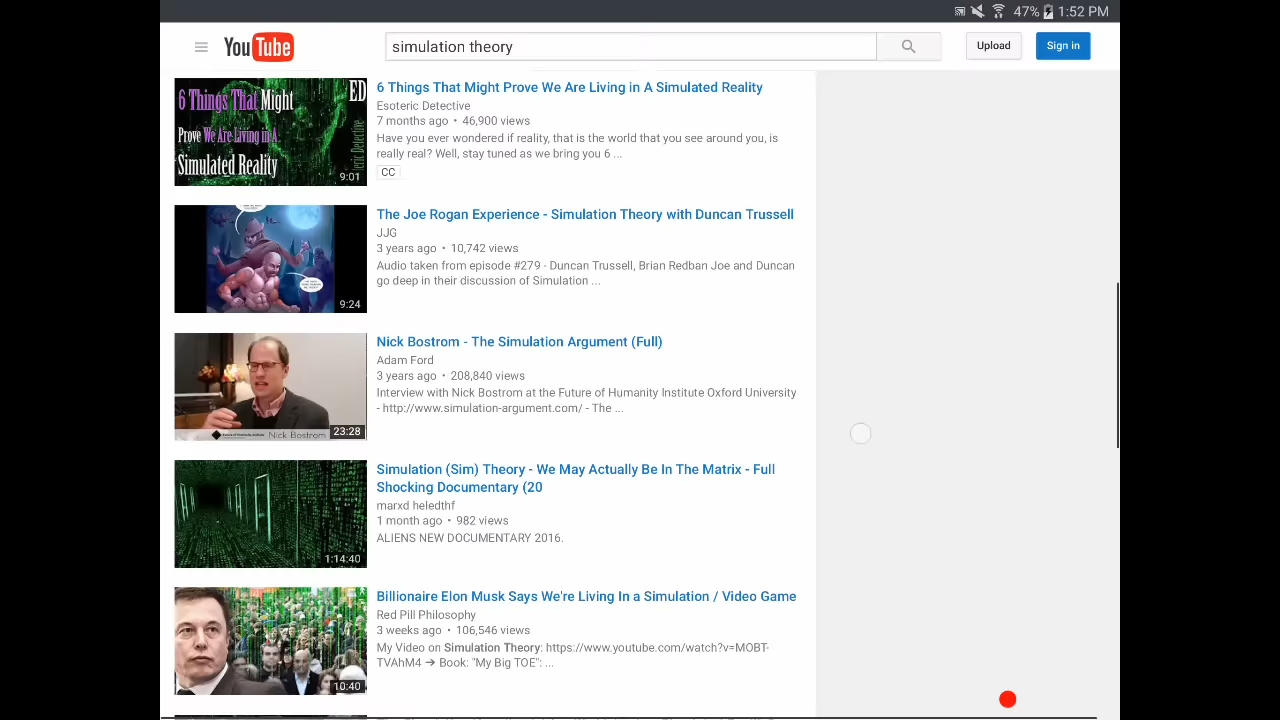 47% 1:52 PM
YouTube
simulation theory
Upload
Sign in
6 Things That Might
ED
Prove We Are Living in A
Simulated Reality
9:01
6 Things That Might Prove We Are Living in A Simulated Reality
Esoteric Detective
7 months ago • 46,900 views
Have you ever wondered if reality, that is the world that you see around you, is
really real? Well, stay tuned as we bring you 6 ...
CC
9:24
The Joe Rogan Experience - Simulation Theory with Duncan Trussell
JJG
3 years ago • 10,742 views
Audio taken from episode #279 - Duncan Trussell, Brian Redban Joe and Duncan
go deep in their discussion of Simulation ...
Nick Bostrom
23:28
Nick Bostrom - The Simulation Argument (Full)
Adam Ford
3 years ago • 208,840 views
Interview with Nick Bostrom at the Future of Humanity Institute Oxford University
- http://www.simulation-argument.com/ - The ...
1:14:40
Simulation (Sim) Theory - We May Actually Be In The Matrix - Full
Shocking Documentary (20
marxd heledthf
1 month ago • 982 views
ALIENS NEW DOCUMENTARY 2016.
10:40
Billionaire Elon Musk Says We're Living In a Simulation / Video Game
Red Pill Philosophy
3 weeks ago • 106,546 views
My Video on Simulation Theory: https://www.youtube.com/watch?v=MOBT-
TVAhM4 ➔ Book: "My Big TOE": ...